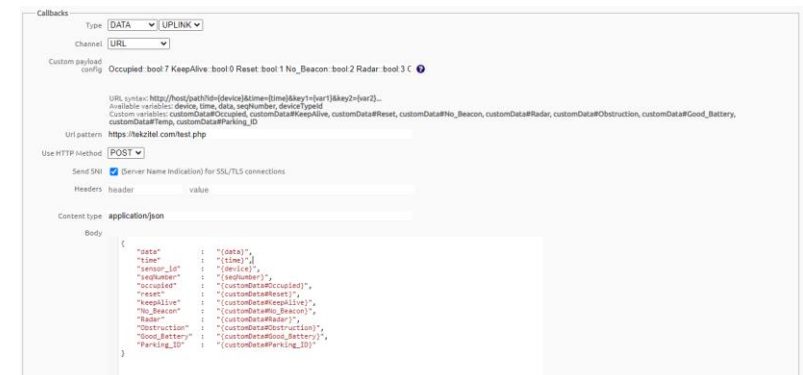 Callbacks
Type DATA UPLINK
Channel URL
Custom payload config Occupied::bool:7 KeepAlive::bool:0 Reset::bool:1 No_Beacon::bool:2 Radar::bool:3
URL syntax: http://host/path?id={device}&time={time}&key1={var1}&key2={var2}...
Available variables: device, time, data, seqNumber, deviceTypeId
Custom variables: customData#Occupied, customData#KeepAlive, customData#Reset, customData#No_Beacon, customData#Radar, customData#Obstruction, customData#Good_Battery,
customData#Temp, customData#Parking_ID
Url pattern https://tekzitel.com/test.php
Use HTTP Method POST
Send SNI (Server Name Indication) for SSL/TLS connections
Headers header value
Content type application/json
Body
{
"data" : "{data}",
"time" : "{time}",
"sensor_id" : "{device}",
"seqNumber" : "{seqNumber}",
"occupied" : "{customData#Occupied}",
"reset" : "{customData#Reset}",
"keepAlive" : "{customData#KeepAlive}",
"No_Beacon" : "{customData#No_Beacon}",
"Radar" : "{customData#Radar}",
"Obstruction" : "{customData#Obstruction}",
"Good_Battery" : "{customData#Good_Battery}",
"Parking_ID" : "{customData#Parking_ID}"
}